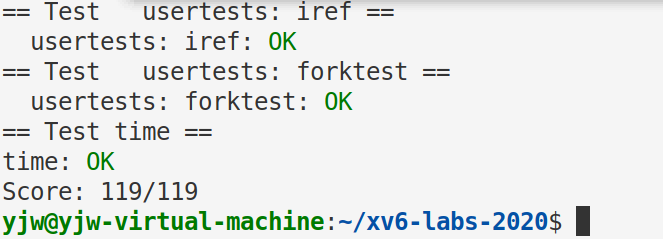 == Test   usertests: iref ==
  usertests: iref: OK
== Test   usertests: forktest ==
  usertests: forktest: OK
== Test time ==
time: OK
Score: 119/119
yjw@yjw-virtual-machine:~/xv6-labs-2020$